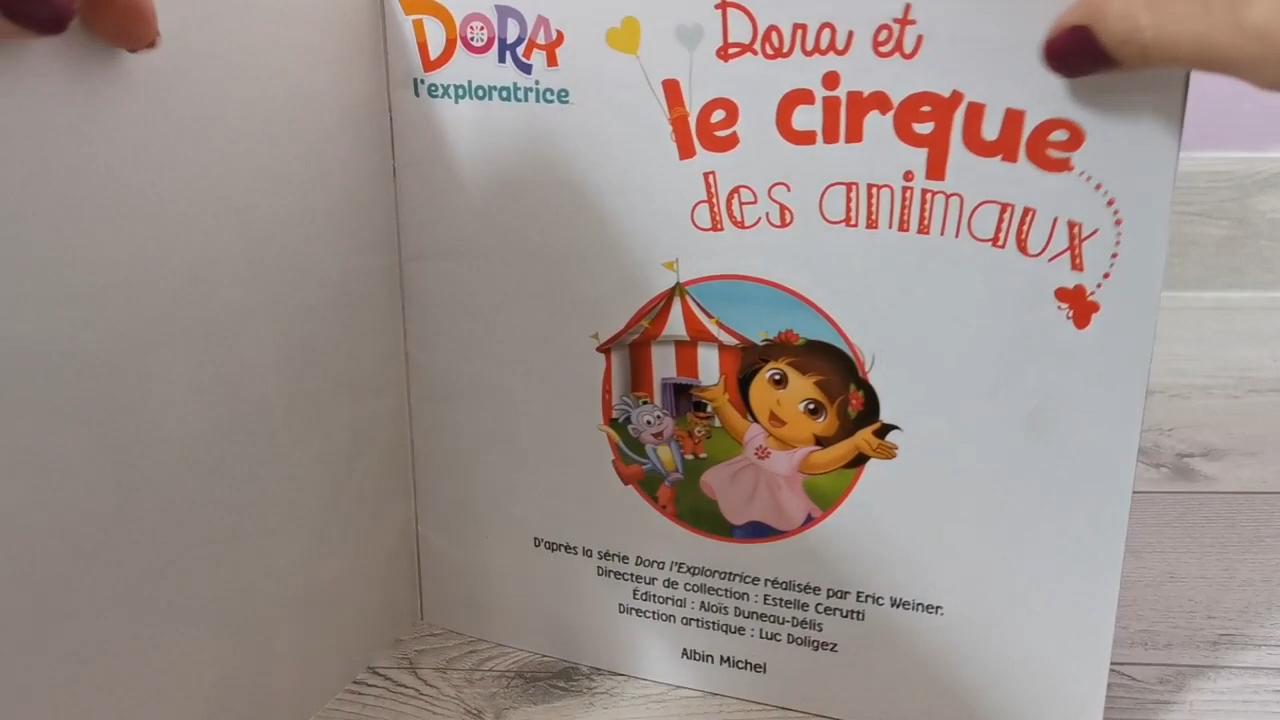 DORA
l'exploratrice
Dora et
le cirque
des animaux
D'après la série Dora l'Exploratrice réalisée par Eric Weiner.
Directeur de collection : Estelle Cerutti
Éditorial : Aloïs Duneau-Délis
Direction artistique : Luc Doligez
Albin Michel